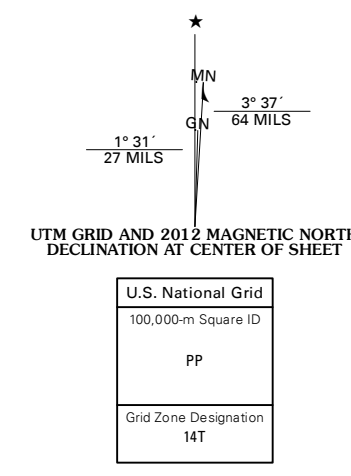 ★
MN
3° 37´
64 MILS
GN
1° 31´
27 MILS
UTM GRID AND 2012 MAGNETIC NORTH
DECLINATION AT CENTER OF SHEET
U.S. National Grid
100,000-m Square ID
PP
Grid Zone Designation
14T